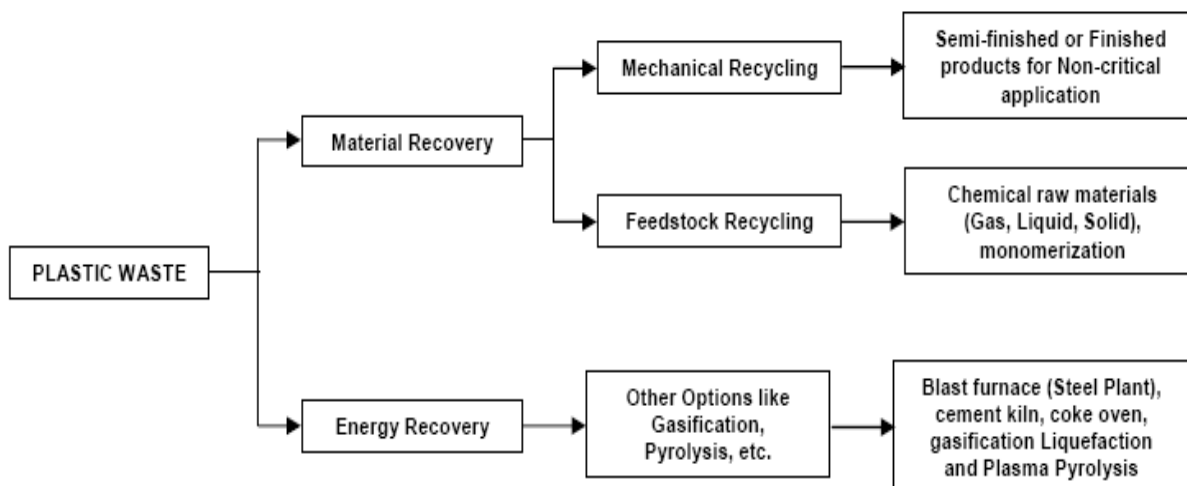 PLASTIC WASTE
Material Recovery
Mechanical Recycling
Semi-finished or Finished
products for Non-critical
application
Feedstock Recycling
Chemical raw materials
(Gas, Liquid, Solid),
monomerization
Energy Recovery
Other Options like
Gasification,
Pyrolysis, etc.
Blast furnace (Steel Plant),
cement kiln, coke oven,
gasification Liquefaction
and Plasma Pyrolysis